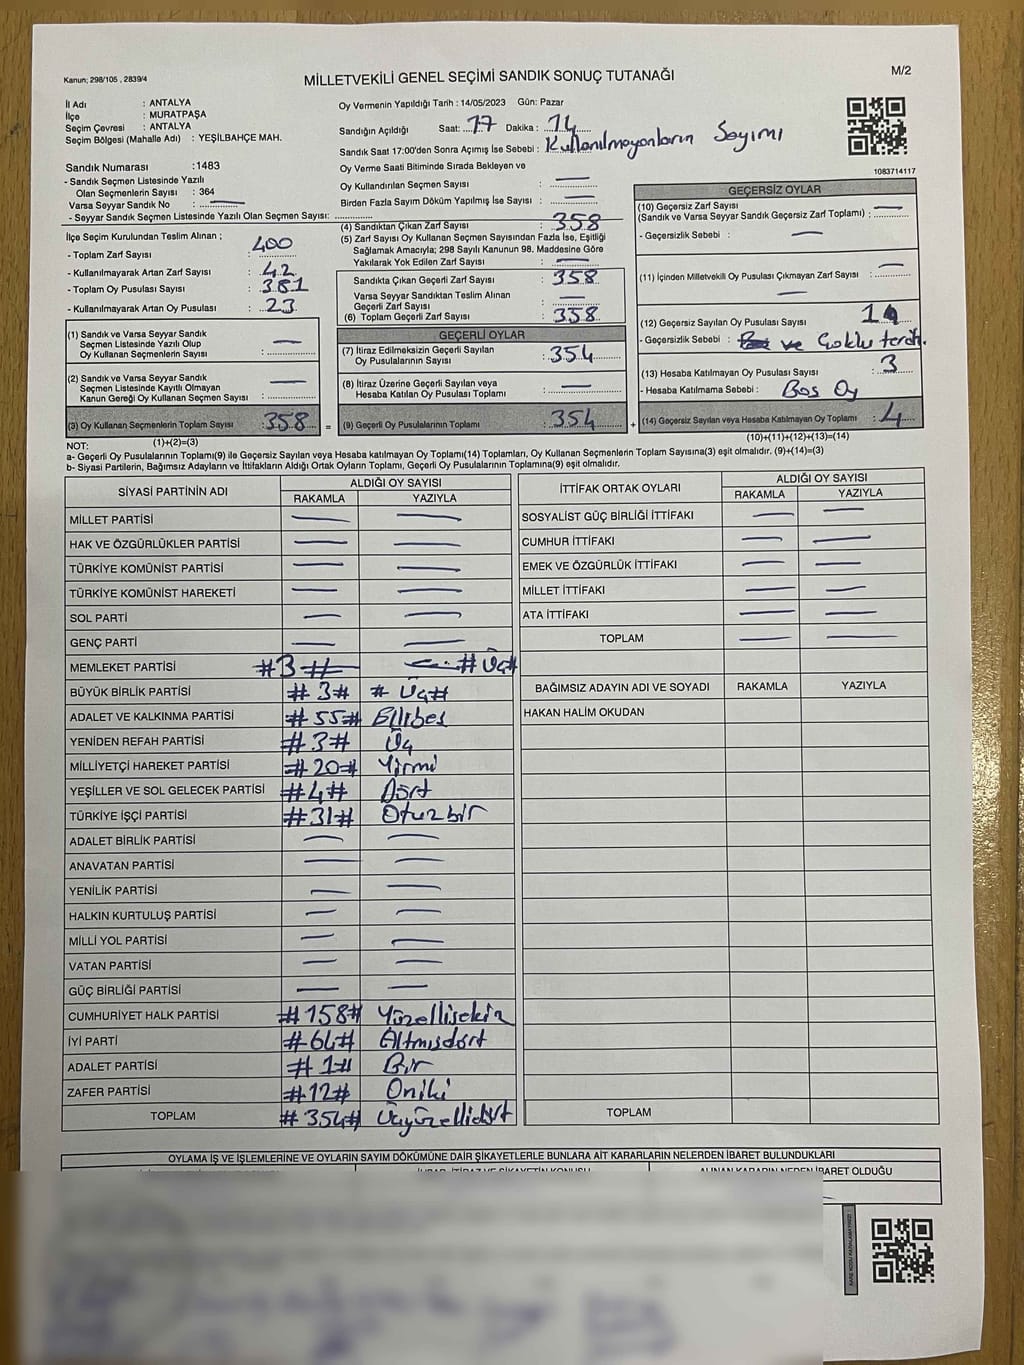 Kanun; 298/105 , 2839/4
MİLLETVEKİLİ GENEL SEÇİMİ SANDIK SONUÇ TUTANAĞI
M/2
İl Adı : ANTALYA
İlçe : MURATPAŞA
Seçim Çevresi : ANTALYA
Seçim Bölgesi (Mahalle Adı) : YEŞİLBAHÇE MAH.
Sandık Numarası :1483
- Sandık Seçmen Listesinde Yazılı
Olan Seçmenlerin Sayısı : 364
Varsa Seyyar Sandık No : —
- Seyyar Sandık Seçmen Listesinde Yazılı Olan Seçmen Sayısı: ..............
Oy Vermenin Yapıldığı Tarih : 14/05/2023 Gün: Pazar
Sandığın Açıldığı Saat: 17 Dakika : 14
Sandık Saat 17:00'den Sonra Açımış İse Sebebi : Kullanılmayanların Sayımı
Oy Verme Saati Bitiminde Sırada Bekleyen ve
Oy Kullandırılan Seçmen Sayısı : —
Birden Fazla Sayım Döküm Yapılmış İse Sayısı : —
1083714117
İlçe Seçim Kurulundan Teslim Alınan ;
- Toplam Zarf Sayısı : 400
- Kullanılmayarak Artan Zarf Sayısı : 42
- Toplam Oy Pusulası Sayısı : 381
- Kullanılmayarak Artan Oy Pusulası : 23
(1) Sandık ve Varsa Seyyar Sandık
Seçmen Listesinde Yazılı Olup
Oy Kullanan Seçmenlerin Sayısı : —
(2) Sandık ve Varsa Seyyar Sandık
Seçmen Listesinde Kayıtlı Olmayan
Kanun Gereği Oy Kullanan Seçmen Sayısı : —
(3) Oy Kullanan Seçmenlerin Toplam Sayısı : 358 =
(1)+(2)=(3)
(4) Sandıktan Çıkan Zarf Sayısı : 358
(5) Zarf Sayısı Oy Kullanan Seçmen Sayısından Fazla İse, Eşitliği
Sağlamak Amacıyla; 298 Sayılı Kanunun 98. Maddesine Göre
Yakılarak Yok Edilen Zarf Sayısı : —
Sandıkta Çıkan Geçerli Zarf Sayısı : 358
Varsa Seyyar Sandıktan Teslim Alınan
Geçerli Zarf Sayısı : —
(6) Toplam Geçerli Zarf Sayısı : 358
GEÇERLİ OYLAR
(7) İtiraz Edilmeksizin Geçerli Sayılan
Oy Pusulalarının Sayısı : 354
(8) İtiraz Üzerine Geçerli Sayılan veya
Hesaba Katılan Oy Pusulası Toplamı : —
(9) Geçerli Oy Pusulalarının Toplamı : 354 +
GEÇERSİZ OYLAR
(10) Geçersiz Zarf Sayısı
(Sandık ve Varsa Seyyar Sandık Geçersiz Zarf Toplamı) : —
- Geçersizlik Sebebi : —
(11) İçinden Milletvekili Oy Pusulası Çıkmayan Zarf Sayısı : —
—
(12) Geçersiz Sayılan Oy Pusulası Sayısı : 1
- Geçersizlik Sebebi : ve Çoklu tercih.
(13) Hesaba Katılmayan Oy Pusulası Sayısı : 3
- Hesaba Katılmama Sebebi : Boş Oy
(14) Geçersiz Sayılan veya Hesaba Katılmayan Oy Toplamı : 4
(10)+(11)+(12)+(13)=(14)
NOT:
a- Geçerli Oy Pusulalarının Toplamı(9) ile Geçersiz Sayılan veya Hesaba katılmayan Oy Toplamı(14) Toplamları, Oy Kullanan Seçmenlerin Toplam Sayısına(3) eşit olmalıdır. (9)+(14)=(3)
b- Siyasi Partilerin, Bağımsız Adayların ve İttifakların Aldığı Ortak Oyların Toplamı, Geçerli Oy Pusulalarının Toplamına(9) eşit olmalıdır.
SİYASİ PARTİNİN ADI ALDIĞI OY SAYISI
RAKAMLA YAZIYLA
MİLLET PARTİSİ — —
HAK VE ÖZGÜRLÜKLER PARTİSİ — —
TÜRKİYE KOMÜNİST PARTİSİ — —
TÜRKİYE KOMÜNİST HAREKETİ — —
SOL PARTİ — —
GENÇ PARTİ — —
MEMLEKET PARTİSİ #3# #Üç#
BÜYÜK BİRLİK PARTİSİ #3# #Üç#
ADALET VE KALKINMA PARTİSİ #55# Ellibeş
YENİDEN REFAH PARTİSİ #3# Üç
MİLLİYETÇİ HAREKET PARTİSİ #20# Yirmi
YEŞİLLER VE SOL GELECEK PARTİSİ #4# Dört
TÜRKİYE İŞÇİ PARTİSİ #31# Otuzbir
ADALET BİRLİK PARTİSİ — —
ANAVATAN PARTİSİ — —
YENİLİK PARTİSİ — —
HALKIN KURTULUŞ PARTİSİ — —
MİLLİ YOL PARTİSİ — —
VATAN PARTİSİ — —
GÜÇ BİRLİĞİ PARTİSİ — —
CUMHURİYET HALK PARTİSİ #158# Yüzellisekiz
İYİ PARTİ #64# Altmışdört
ADALET PARTİSİ #1# Bir
ZAFER PARTİSİ #12# Oniki
TOPLAM #354# Üçyüzellidört
İTTİFAK ORTAK OYLARI ALDIĞI OY SAYISI
RAKAMLA YAZIYLA
SOSYALİST GÜÇ BİRLİĞİ İTTİFAKI — —
CUMHUR İTTİFAKI — —
EMEK VE ÖZGÜRLÜK İTTİFAKI — —
MİLLET İTTİFAKI — —
ATA İTTİFAKI — —
TOPLAM — —
BAĞIMSIZ ADAYIN ADI VE SOYADI RAKAMLA YAZIYLA
HAKAN HALİM OKUDAN
TOPLAM
OYLAMA İŞ VE İŞLEMLERİNE VE OYLARIN SAYIM DÖKÜMÜNE DAİR ŞİKAYETLERLE BUNLARA AİT KARARLARIN NELERDEN İBARET BULUNDUKLARI
ALINAN KARARIN NEDEN İBARET OLDUĞU